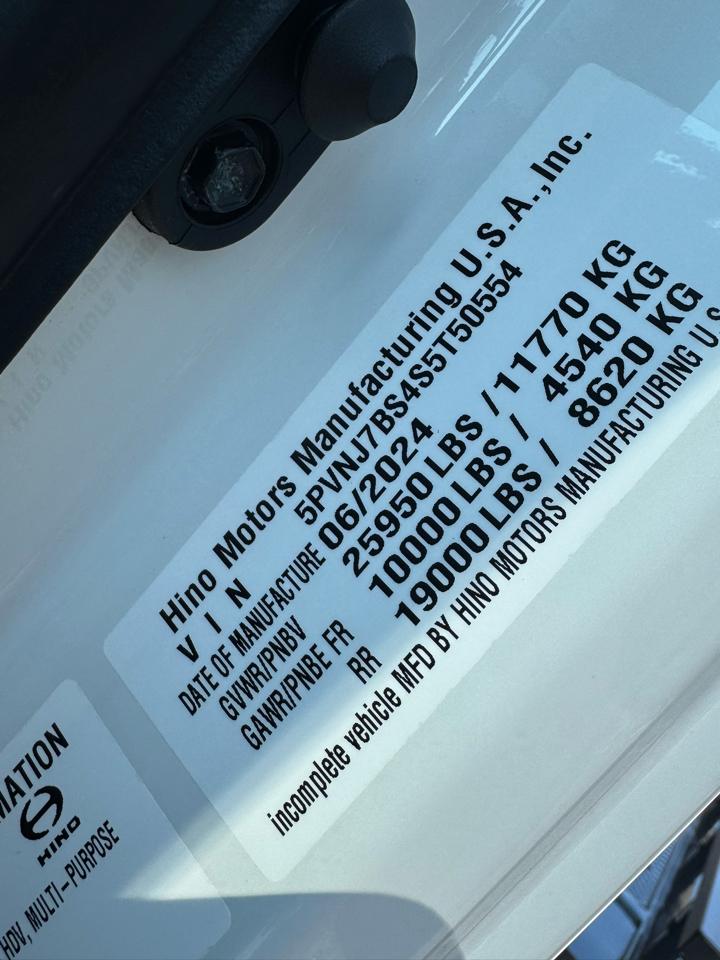 Hino Motors Manufacturing U.S.A.,Inc.
V I N 5PVNJ7BS4S5T50554
DATE OF MANUFACTURE 06/2024
GVWR/PNBV 25950 LBS /11770 KG
GAWR/PNBE FR 10000 LBS / 4540 KG
RR 19000 LBS / 8620 KG
incomplete vehicle MFD BY HINO MOTORS MANUFACTURING U.S
MATION
HINO
HDV, MULTI-PURPOSE